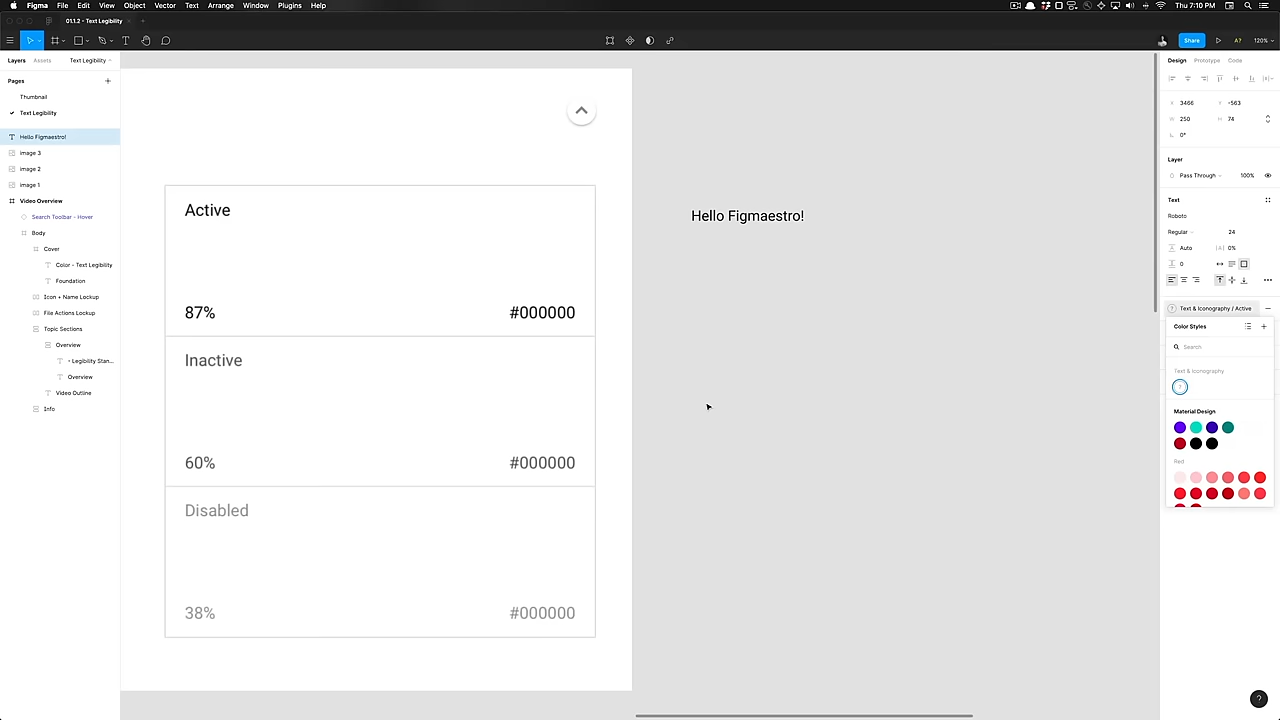 Figma File Edit View Object Vector Text Arrange Window Plugins Help Thu 7:10 PM
01.1.2 - Text Legibility
Share A? 120%
Layers Assets Text Legibility
Pages
Thumbnail
Text Legibility
Hello Figmaestro!
image 3
image 2
image 1
Video Overview
Search Toolbar - Hover
Body
Cover
Color - Text Legibility
Foundation
Icon + Name Lockup
File Actions Lockup
Topic Sections
Overview
• Legibility Stan...
Overview
Video Outline
Info
Active
87% #000000
Inactive
60% #000000
Disabled
38% #000000
Hello Figmaestro!
Design Prototype Code
X 3466 Y -563
W 250 H 74
0°
Layer
Pass Through 100%
Text
Roboto
Regular 24
Auto |A| 0%
0
Text & Iconography / Active
Color Styles
Search
Text & Iconography
Material Design
Red
?